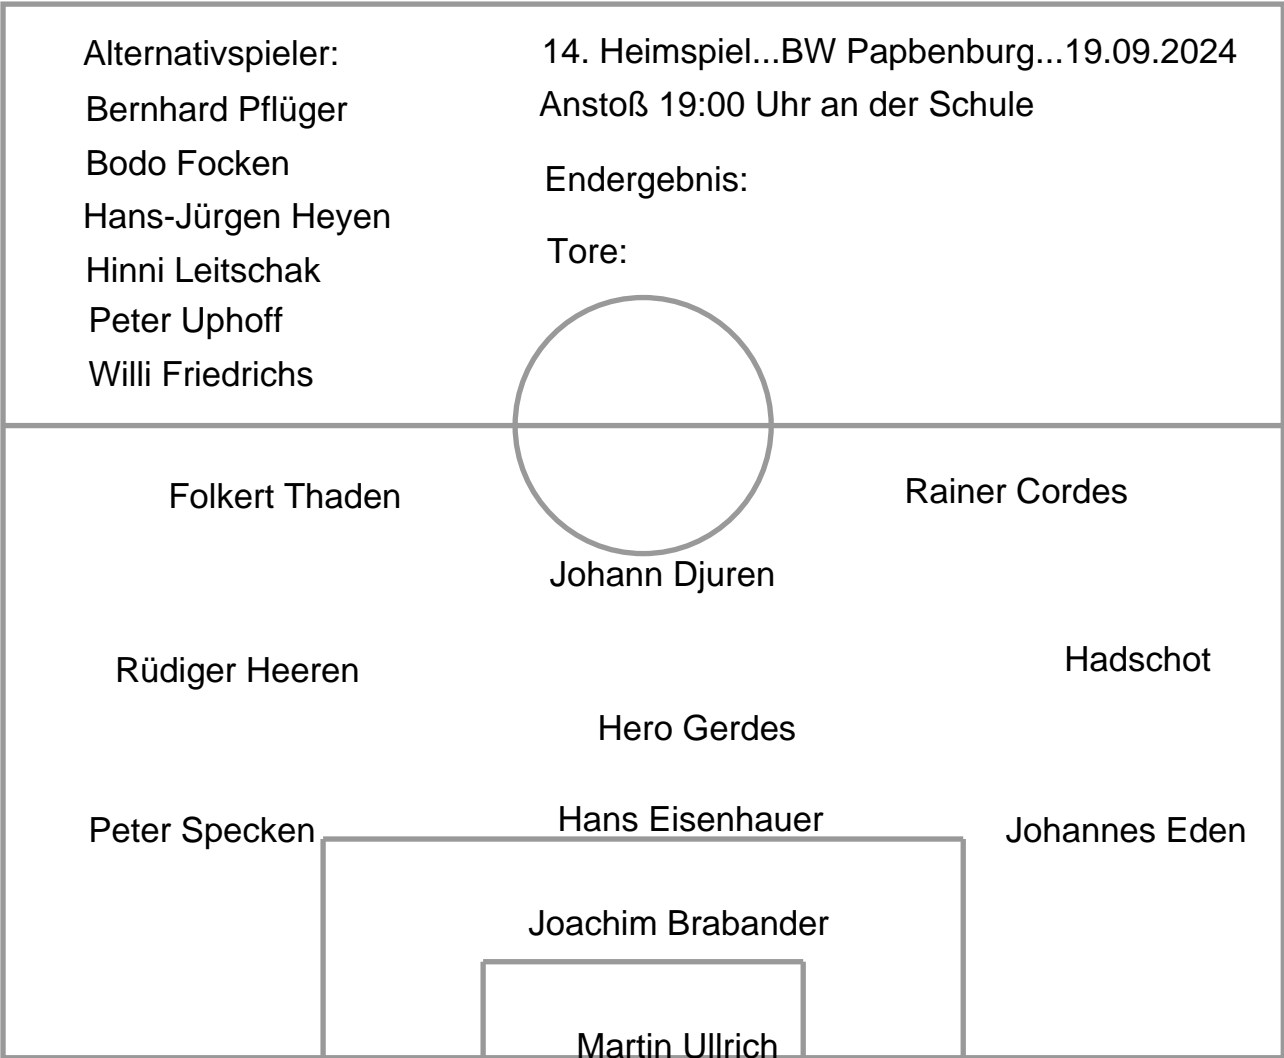 Alternativspieler:
Bernhard Pflüger
Bodo Focken
Hans-Jürgen Heyen
Hinni Leitschak
Peter Uphoff
Willi Friedrichs
14. Heimspiel...BW Papbenburg...19.09.2024
Anstoß 19:00 Uhr an der Schule
Endergebnis:
Tore:
Folkert Thaden
Rainer Cordes
Johann Djuren
Rüdiger Heeren
Hadschot
Hero Gerdes
Peter Specken
Hans Eisenhauer
Johannes Eden
Joachim Brabander
Martin Ullrich